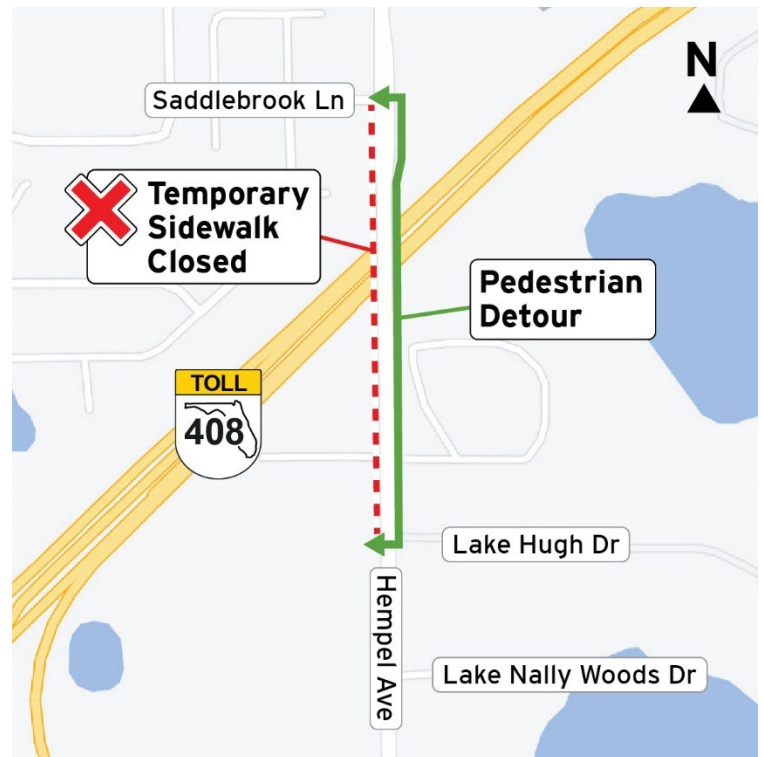 N
Saddlebrook Ln
Temporary
Sidewalk
Closed
Pedestrian
Detour
TOLL
408
Lake Hugh Dr
Hempel Ave
Lake Nally Woods Dr